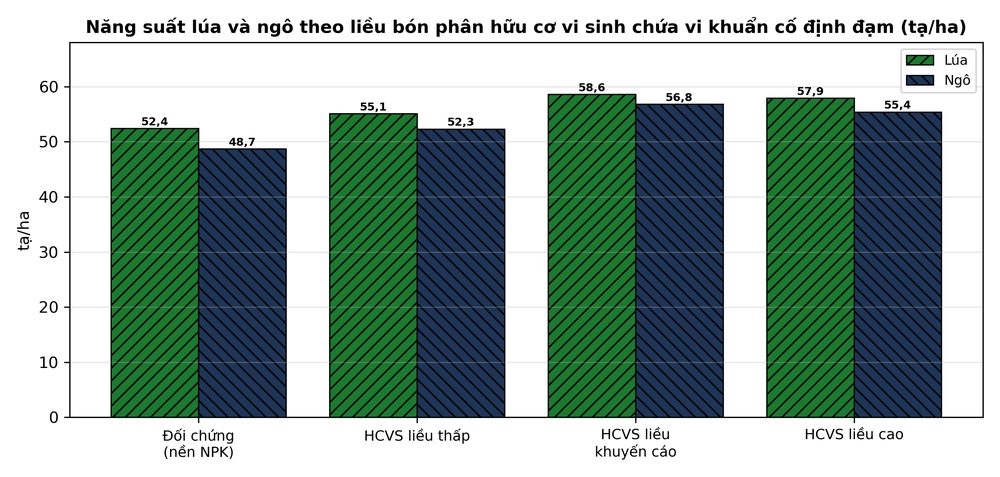 Năng suất lúa và ngô theo liều bón phân hữu cơ vi sinh chứa vi khuẩn cố định đạm (tạ/ha)
Lúa
Ngô
tạ/ha
60
50
40
30
20
10
0
52,4
48,7
55,1
52,3
58,6
56,8
57,9
55,4
Đối chứng
(nền NPK)
HCVS liều thấp
HCVS liều
khuyến cáo
HCVS liều cao